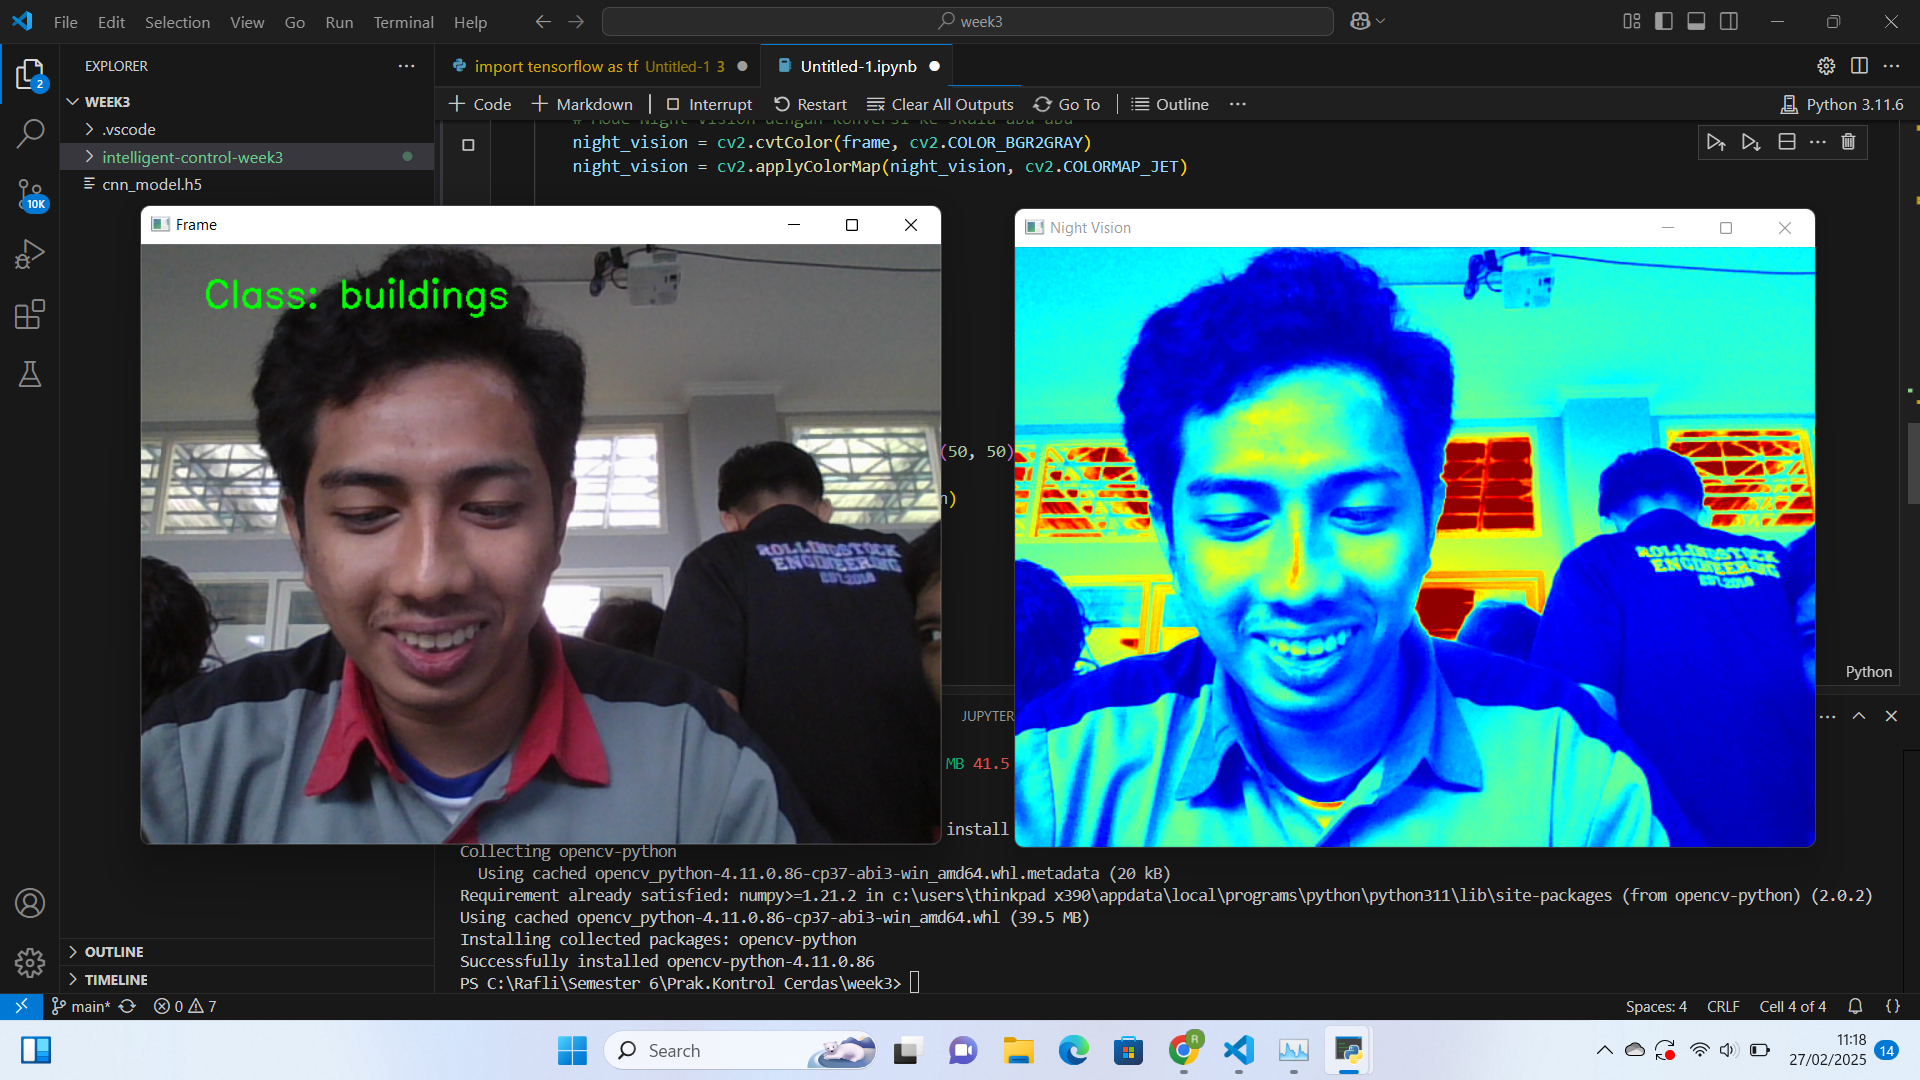 File Edit Selection View Go Run Terminal Help
week3
EXPLORER
import tensorflow as tf Untitled-1 3
Untitled-1.ipynb
WEEK3
Code
Markdown
Interrupt
Restart
Clear All Outputs
Go To
Outline
Python 3.11.6
.vscode
intelligent-control-week3
cnn_model.h5
2
10K
night_vision = cv2.cvtColor(frame, cv2.COLOR_BGR2GRAY)
night_vision = cv2.applyColorMap(night_vision, cv2.COLORMAP_JET)
Frame
Night Vision
Class: buildings
(50, 50)
n)
ROLLINGSTOCK
ENGINEERING
EST.2018
ROLLINGSTOCK
ENGINEERING
EST.2018
Python
JUPYTER
MB 41.5
install
Collecting opencv-python
Using cached opencv_python-4.11.0.86-cp37-abi3-win_amd64.whl.metadata (20 kB)
Requirement already satisfied: numpy>=1.21.2 in c:\users\thinkpad x390\appdata\local\programs\python\python311\lib\site-packages (from opencv-python) (2.0.2)
Using cached opencv_python-4.11.0.86-cp37-abi3-win_amd64.whl (39.5 MB)
Installing collected packages: opencv-python
Successfully installed opencv-python-4.11.0.86
PS C:\Rafli\Semester 6\Prak.Kontrol Cerdas\week3>
OUTLINE
TIMELINE
main*
0
7
Spaces: 4
CRLF
Cell 4 of 4
Search
R
11:18
27/02/2025
14